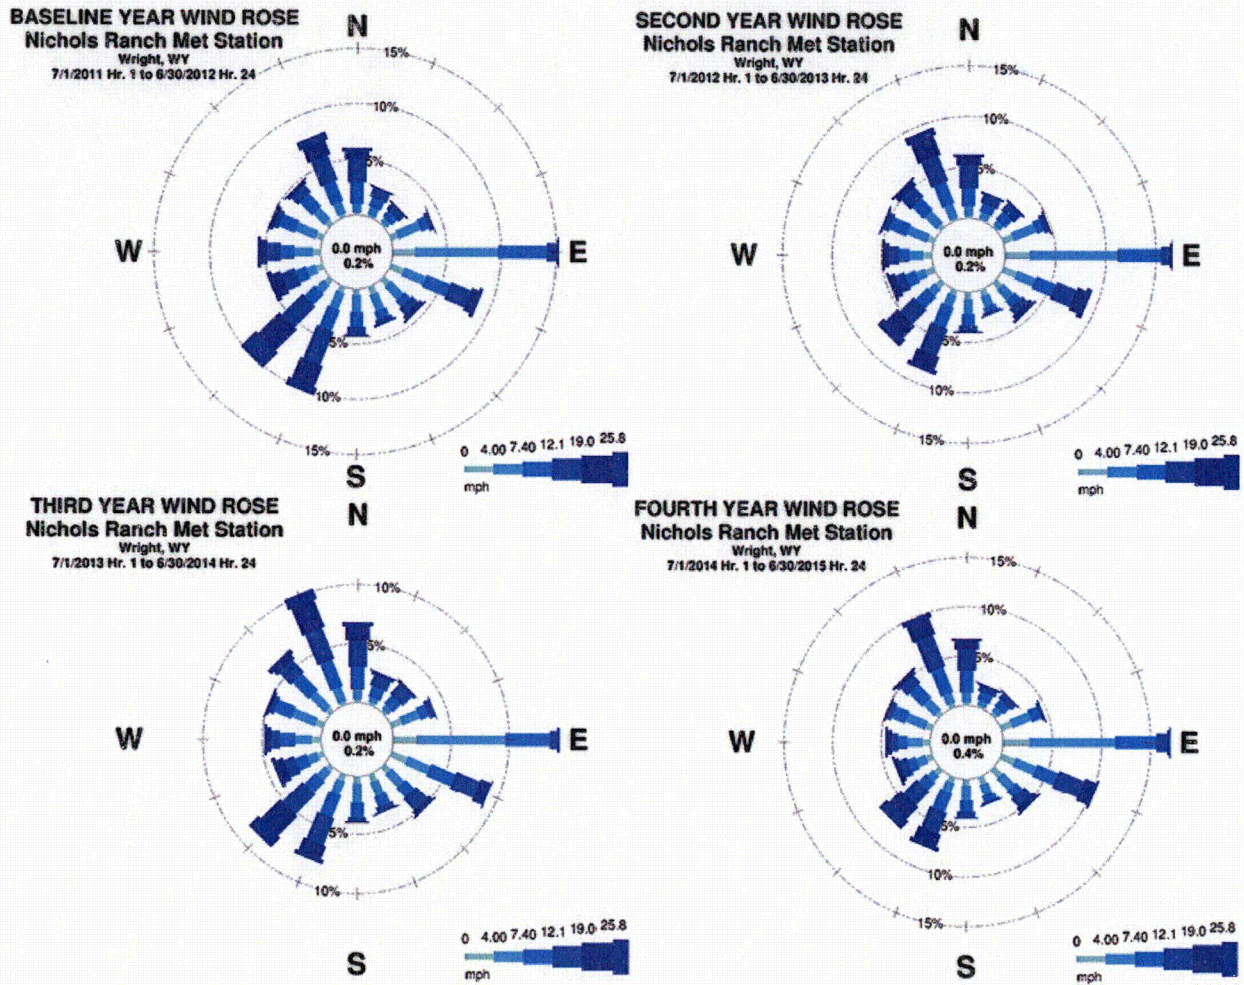 BASELINE YEAR WIND ROSE
Nichols Ranch Met Station
Wright, WY
7/1/2011 Hr. 1 to 6/30/2012 Hr. 24
N
15%
10%
5%
W
0.0 mph
0.2%
E
5%
10%
15%
S
0 4.00 7.40 12.1 19.0 25.8
mph
SECOND YEAR WIND ROSE
Nichols Ranch Met Station
Wright, WY
7/1/2012 Hr. 1 to 6/30/2013 Hr. 24
N
15%
10%
5%
W
0.0 mph
0.2%
E
5%
10%
15%
S
0 4.00 7.40 12.1 19.0 25.8
mph
THIRD YEAR WIND ROSE
Nichols Ranch Met Station
Wright, WY
7/1/2013 Hr. 1 to 6/30/2014 Hr. 24
N
10%
5%
W
0.0 mph
0.2%
E
5%
10%
S
0 4.00 7.40 12.1 19.0 25.8
mph
FOURTH YEAR WIND ROSE
Nichols Ranch Met Station
Wright, WY
7/1/2014 Hr. 1 to 6/30/2015 Hr. 24
N
15%
10%
5%
W
0.0 mph
0.4%
E
5%
10%
15%
S
0 4.00 7.40 12.1 19.0 25.8
mph